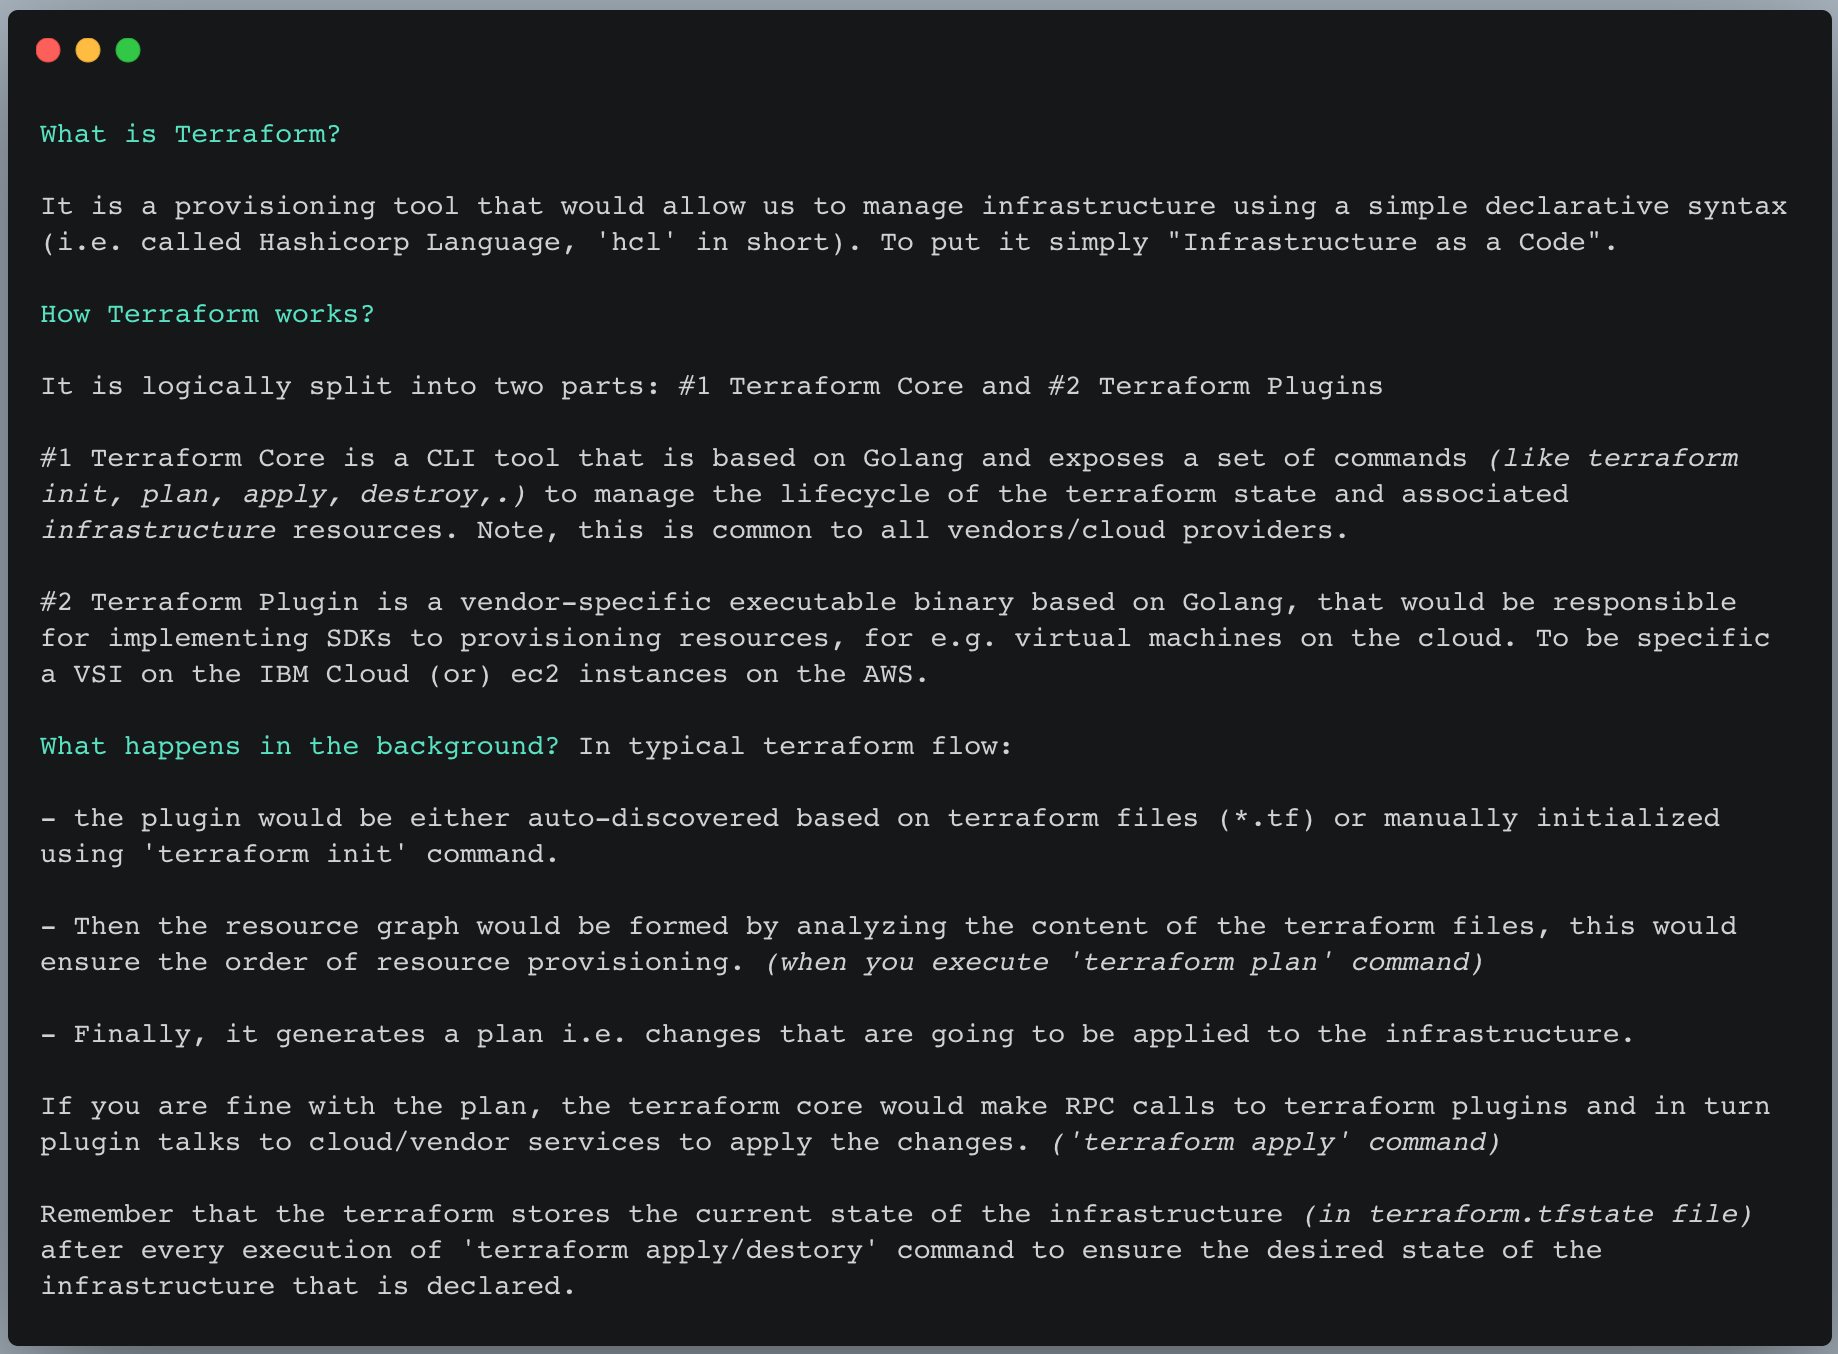 What is Terraform?
It is a provisioning tool that would allow us to manage infrastructure using a simple declarative syntax
(i.e. called Hashicorp Language, 'hcl' in short). To put it simply "Infrastructure as a Code".
How Terraform works?
It is logically split into two parts: #1 Terraform Core and #2 Terraform Plugins
#1 Terraform Core is a CLI tool that is based on Golang and exposes a set of commands (like terraform
init, plan, apply, destroy,.) to manage the lifecycle of the terraform state and associated
infrastructure resources. Note, this is common to all vendors/cloud providers.
#2 Terraform Plugin is a vendor-specific executable binary based on Golang, that would be responsible
for implementing SDKs to provisioning resources, for e.g. virtual machines on the cloud. To be specific
a VSI on the IBM Cloud (or) ec2 instances on the AWS.
What happens in the background? In typical terraform flow:
- the plugin would be either auto-discovered based on terraform files (*.tf) or manually initialized
using 'terraform init' command.
- Then the resource graph would be formed by analyzing the content of the terraform files, this would
ensure the order of resource provisioning. (when you execute 'terraform plan' command)
- Finally, it generates a plan i.e. changes that are going to be applied to the infrastructure.
If you are fine with the plan, the terraform core would make RPC calls to terraform plugins and in turn
plugin talks to cloud/vendor services to apply the changes. ('terraform apply' command)
Remember that the terraform stores the current state of the infrastructure (in terraform.tfstate file)
after every execution of 'terraform apply/destory' command to ensure the desired state of the
infrastructure that is declared.